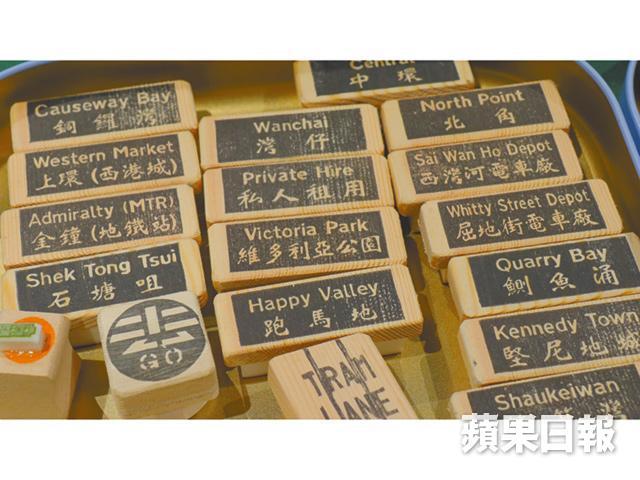 Central
中環
Causeway Bay
銅鑼灣
Western Market
上環(西港城)
Admiralty (MTR)
金鐘(地鐵站)
Shek Tong Tsui
石塘咀
Wanchai
灣仔
Private Hire
私人租用
Victoria Park
維多利亞公園
Happy Valley
跑馬地
TRAM
LANE
North Point
北角
Sai Wan Ho Depot
西灣河電車廠
Whitty Street Depot
屈地街電車廠
Quarry Bay
鰂魚涌
Kennedy Town
堅尼地城
Shaukeiwan
蘋果日報